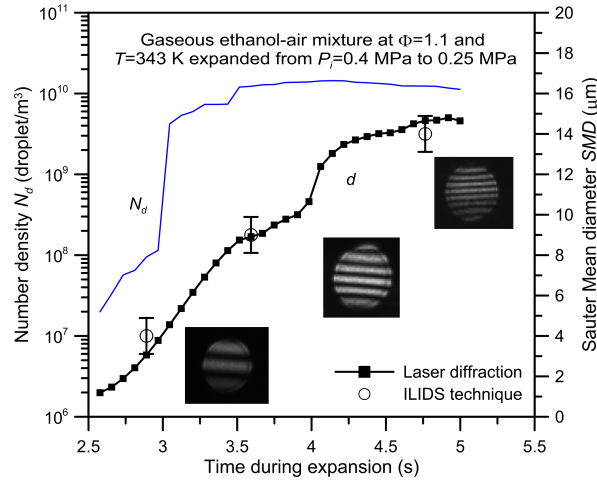 Gaseous ethanol-air mixture at Φ=1.1 and
T=343 K expanded from Pi=0.4 MPa to 0.25 MPa
10^11
10^10
10^9
10^8
10^7
10^6
Number density Nd (droplet/m³)
20
18
16
14
12
10
8
6
4
2
0
Sauter Mean diameter SMD (μm)
Nd
d
Laser diffraction
ILIDS technique
2.5 3 3.5 4 4.5 5 5.5
Time during expansion (s)